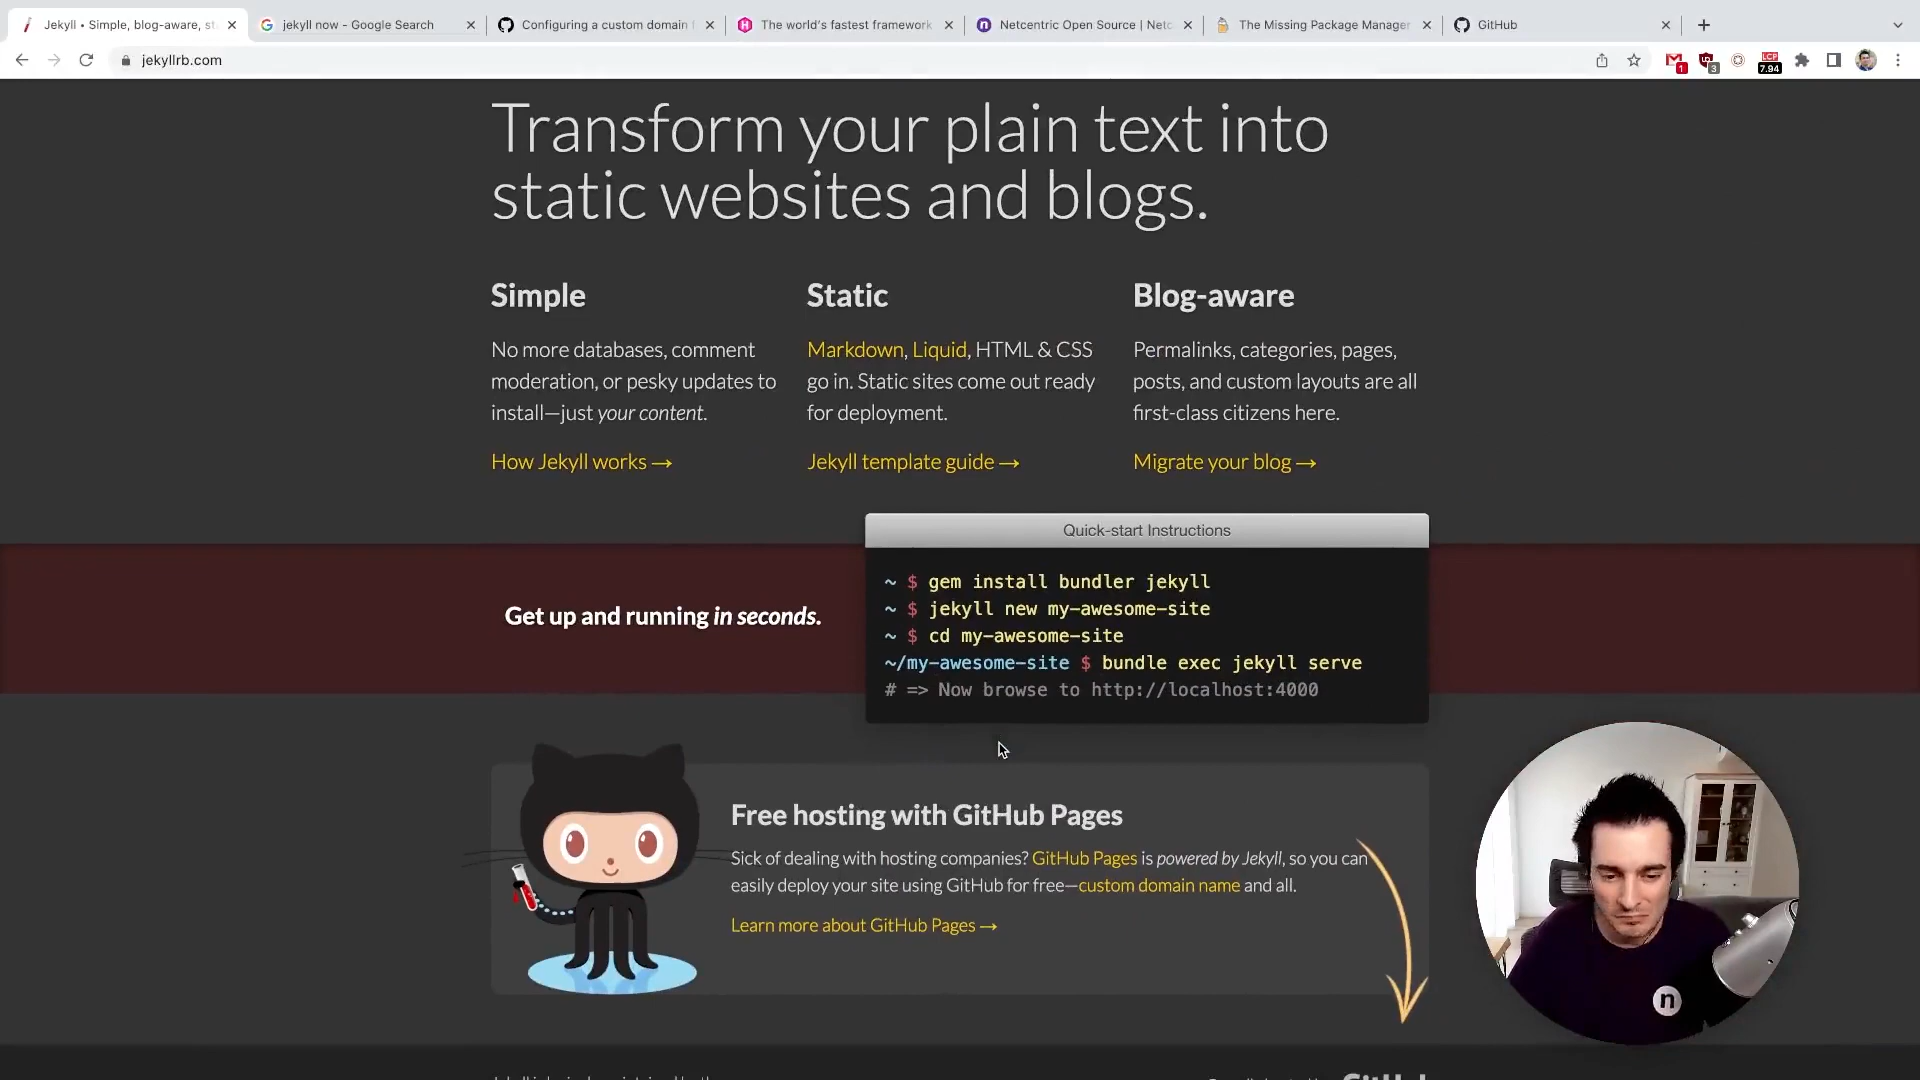 Jekyll • Simple, blog-aware, st
jekyll now - Google Search
Configuring a custom domain f
The world's fastest framework
Netcentric Open Source | Netc
The Missing Package Manager
GitHub
jekyllrb.com
1
3
LCP
7.94
Transform your plain text into
static websites and blogs.
Simple
No more databases, comment
moderation, or pesky updates to
install—just your content.
How Jekyll works →
Static
Markdown, Liquid, HTML & CSS
go in. Static sites come out ready
for deployment.
Jekyll template guide →
Blog-aware
Permalinks, categories, pages,
posts, and custom layouts are all
first-class citizens here.
Migrate your blog →
Get up and running in seconds.
Quick-start Instructions
~ $ gem install bundler jekyll
~ $ jekyll new my-awesome-site
~ $ cd my-awesome-site
~/my-awesome-site $ bundle exec jekyll serve
# => Now browse to http://localhost:4000
Free hosting with GitHub Pages
Sick of dealing with hosting companies? GitHub Pages is powered by Jekyll, so you can
easily deploy your site using GitHub for free—custom domain name and all.
Learn more about GitHub Pages →
n
GitHub